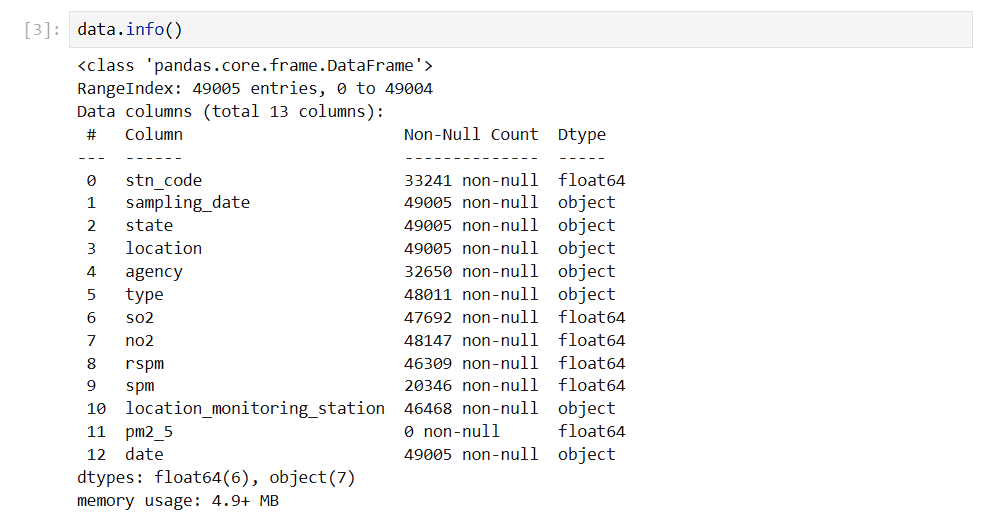 [3]: data.info()
<class 'pandas.core.frame.DataFrame'>
RangeIndex: 49005 entries, 0 to 49004
Data columns (total 13 columns):
 #   Column                       Non-Null Count  Dtype
---  ------                       --------------  -----
 0   stn_code                     33241 non-null  float64
 1   sampling_date                49005 non-null  object
 2   state                        49005 non-null  object
 3   location                     49005 non-null  object
 4   agency                       32650 non-null  object
 5   type                         48011 non-null  object
 6   so2                          47692 non-null  float64
 7   no2                          48147 non-null  float64
 8   rspm                         46309 non-null  float64
 9   spm                          20346 non-null  float64
 10  location_monitoring_station  46468 non-null  object
 11  pm2_5                        0 non-null      float64
 12  date                         49005 non-null  object
dtypes: float64(6), object(7)
memory usage: 4.9+ MB